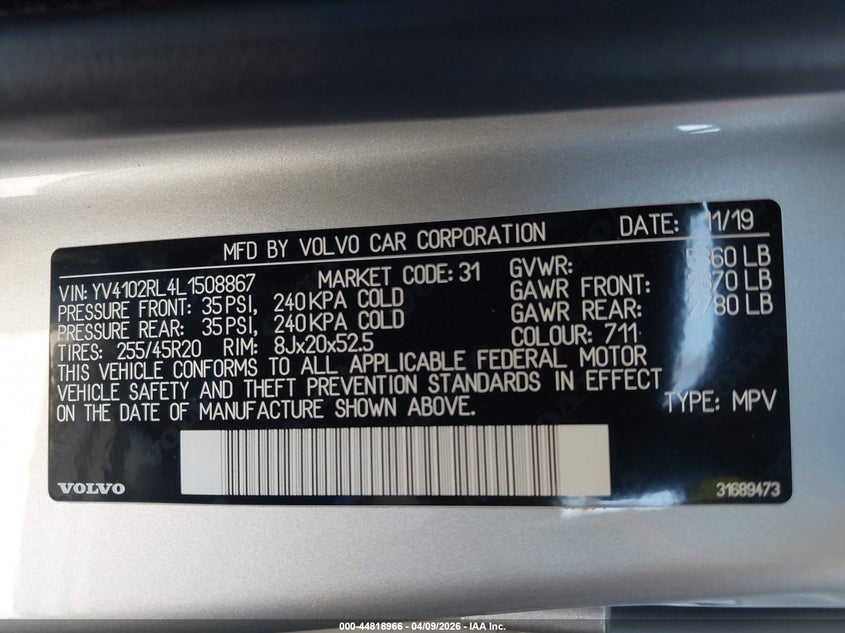 MFD BY VOLVO CAR CORPORATION DATE: 11/19
VIN: YV4102RL4L1508867 MARKET CODE: 31 GVWR: 5360 LB
PRESSURE FRONT: 35 PSI, 240 KPA COLD GAWR FRONT: 2670 LB
PRESSURE REAR: 35 PSI, 240 KPA COLD GAWR REAR: 2780 LB
TIRES: 255/45R20 RIM: 8Jx20x52.5 COLOUR: 711
THIS VEHICLE CONFORMS TO ALL APPLICABLE FEDERAL MOTOR
VEHICLE SAFETY AND THEFT PREVENTION STANDARDS IN EFFECT
ON THE DATE OF MANUFACTURE SHOWN ABOVE. TYPE: MPV
VOLVO 31689473
000-44818966 - 04/09/2026 - IAA Inc.